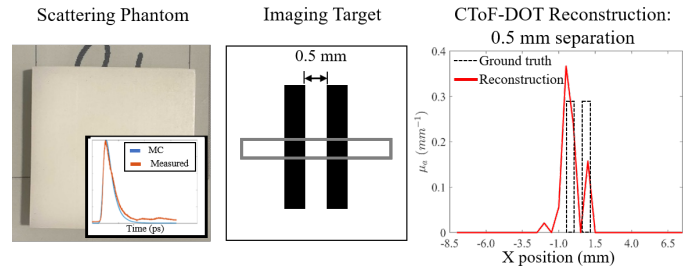 Scattering Phantom
MC
Measured
Time (ps)
Imaging Target
0.5 mm
CToF-DOT Reconstruction:
0.5 mm separation
Ground truth
Reconstruction
0.4
0.3
0.2
0.1
0
μₐ (mm⁻¹)
-8.5 -6.0 -3.5 -1.0 1.5 4.0 6.5
X position (mm)